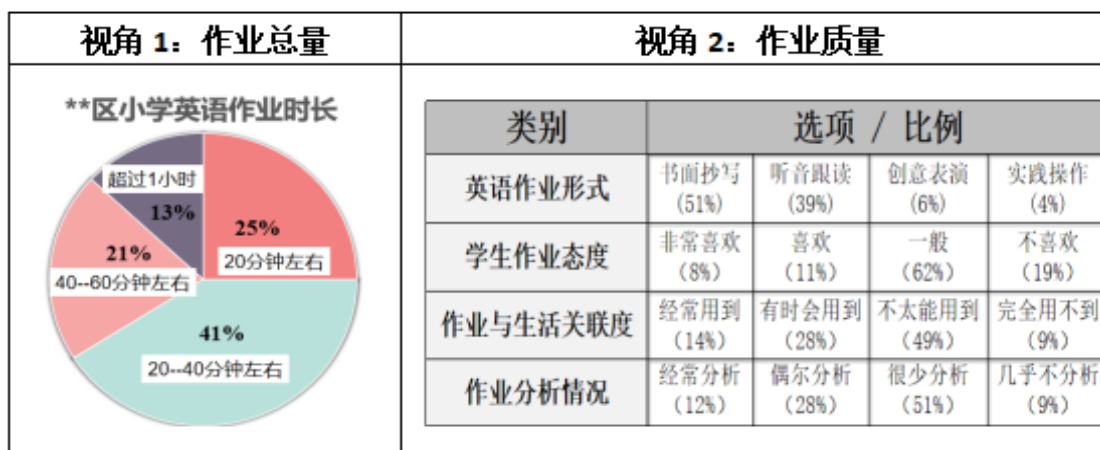 视角 1：作业总量
视角 2：作业质量
**区小学英语作业时长
超过1小时
13%
25%
20分钟左右
21%
40--60分钟左右
41%
20--40分钟左右
类别 选项 / 比例
英语作业形式 书面抄写 (51%) 听音跟读 (39%) 创意表演 (6%) 实践操作 (4%)
学生作业态度 非常喜欢 (8%) 喜欢 (11%) 一般 (62%) 不喜欢 (19%)
作业与生活关联度 经常用到 (14%) 有时会用到 (28%) 不太能用到 (49%) 完全用不到 (9%)
作业分析情况 经常分析 (12%) 偶尔分析 (28%) 很少分析 (51%) 几乎不分析 (9%)